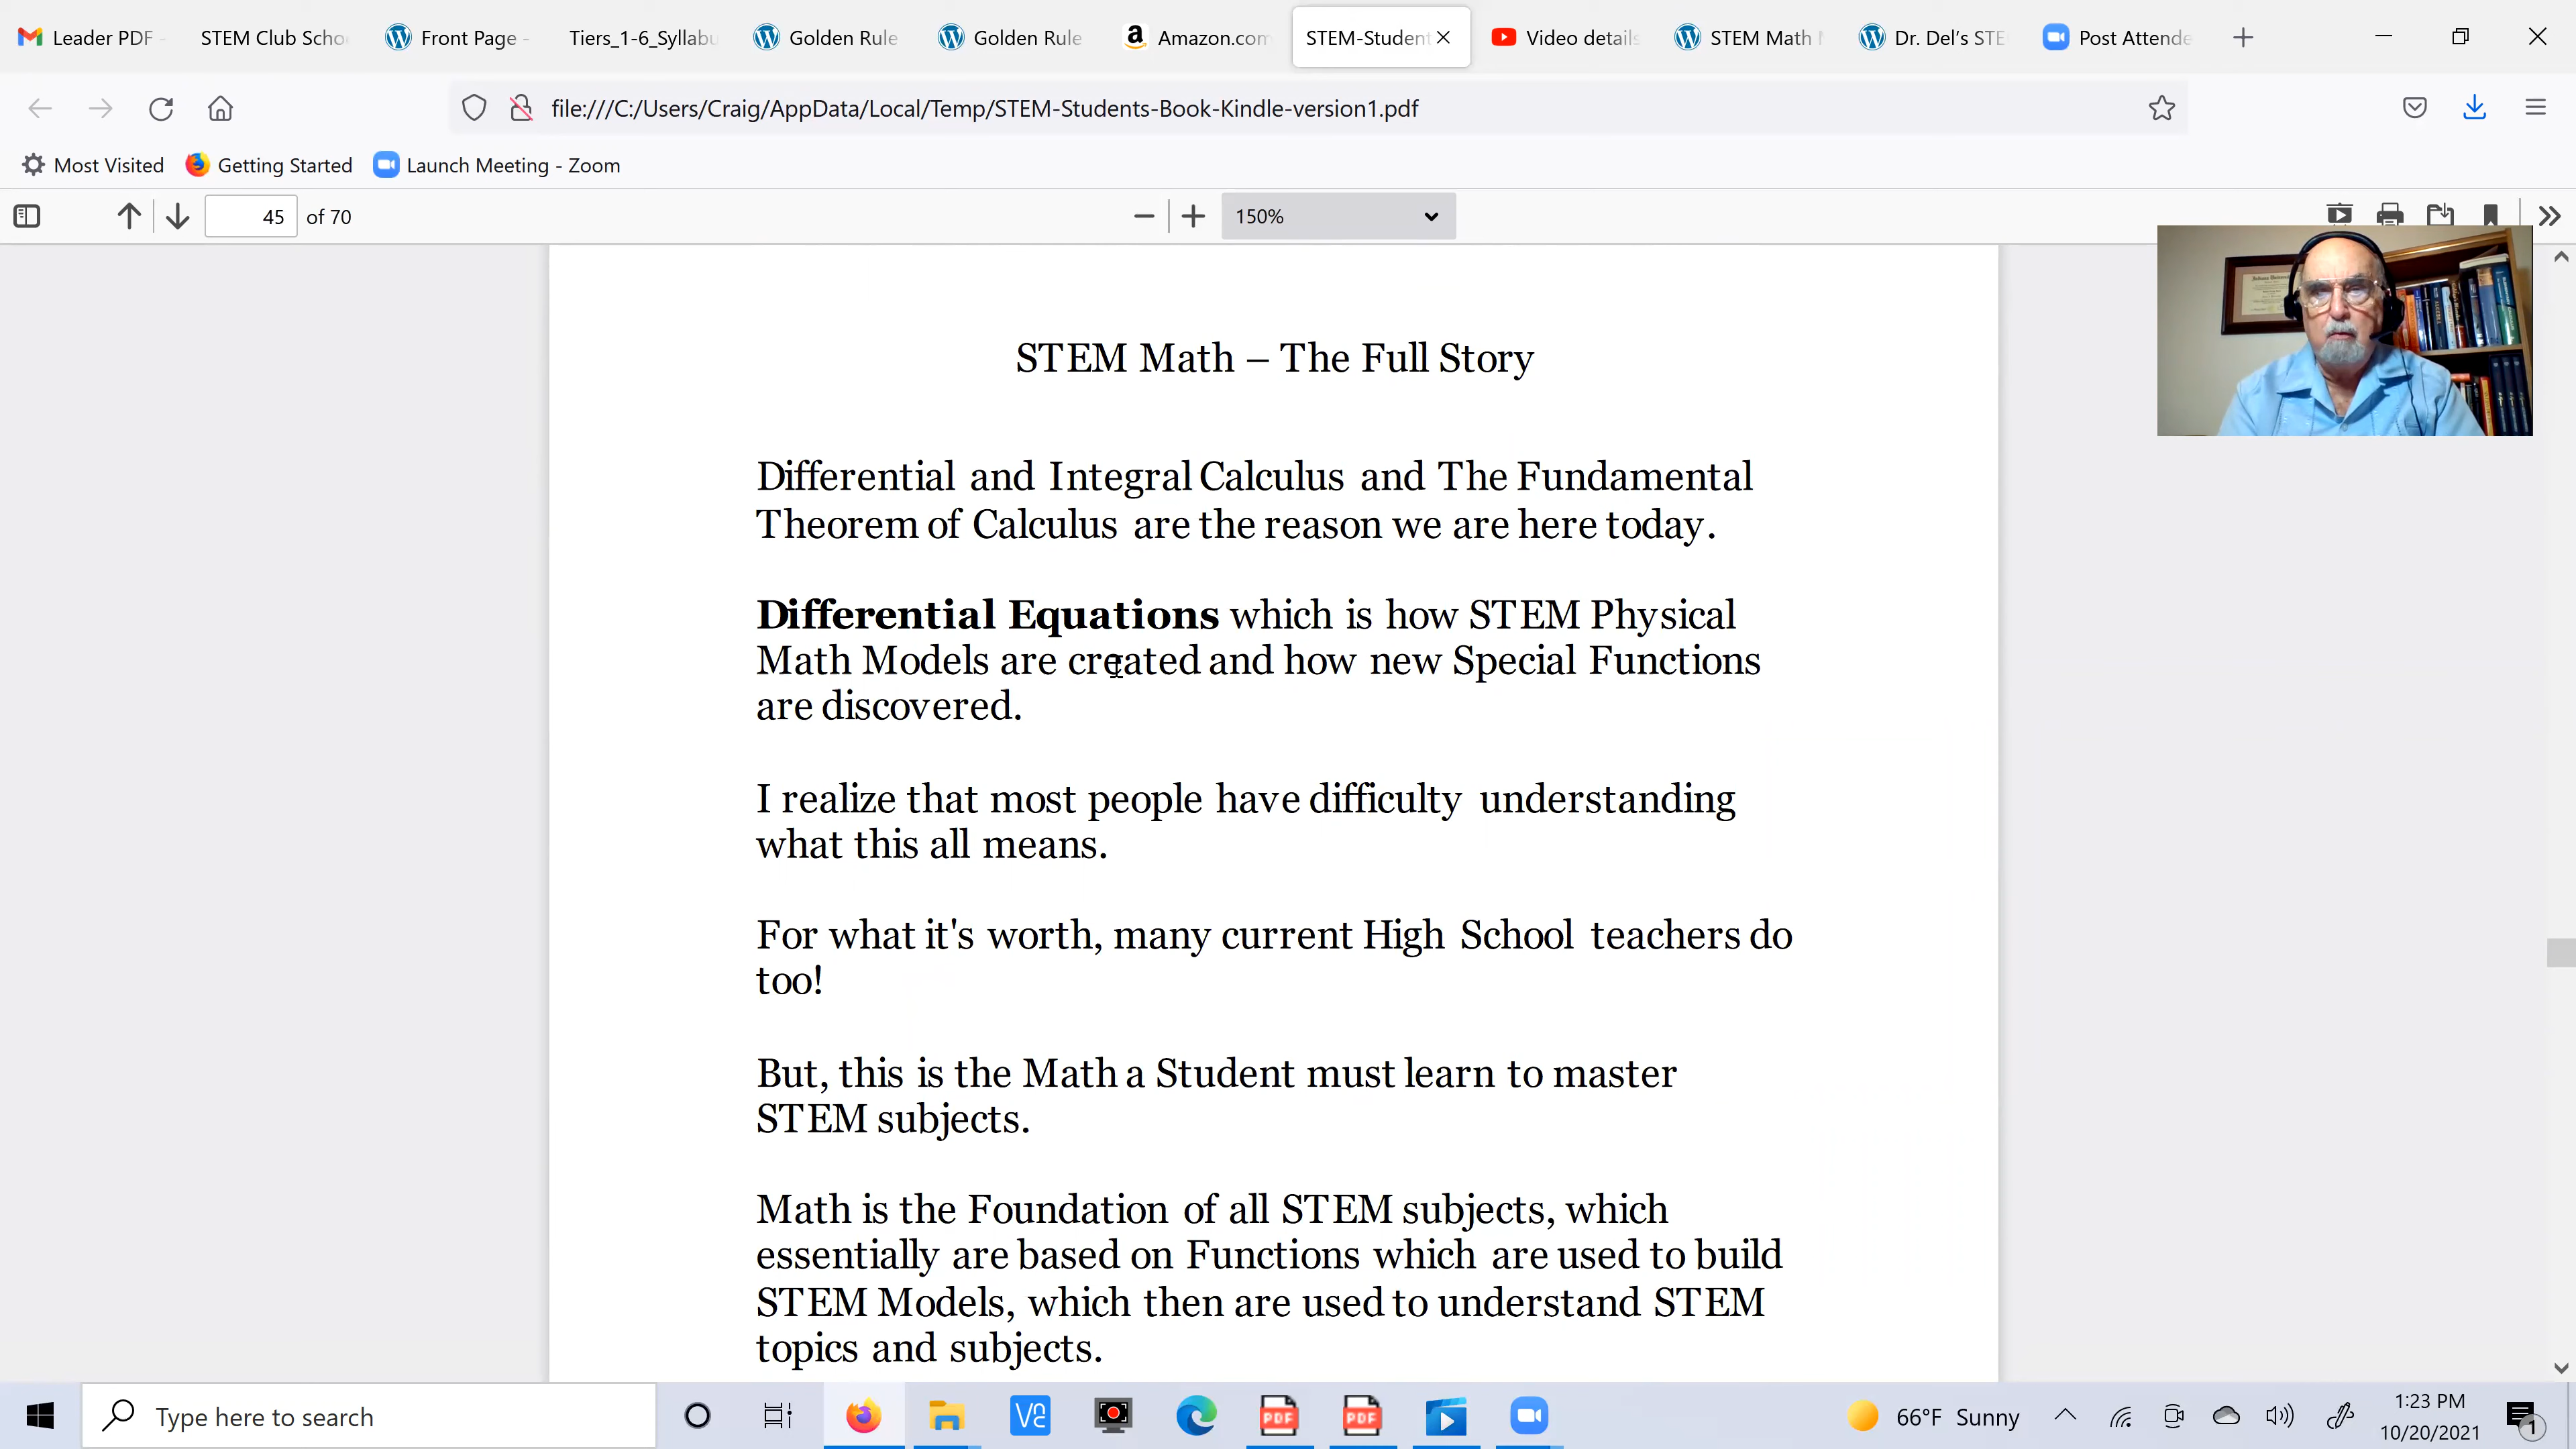 Leader PDF -
STEM Club Scho
Front Page -
Tiers_1-6_Syllabu
Golden Rule
Golden Rule
a
Amazon.com
STEM-Student
Video details
STEM Math
Dr. Del's STE
Post Attende
file:///C:/Users/Craig/AppData/Local/Temp/STEM-Students-Book-Kindle-version1.pdf
Most Visited
Getting Started
Launch Meeting - Zoom
45 of 70
150%
STEM Math – The Full Story
Differential and Integral Calculus and The Fundamental
Theorem of Calculus are the reason we are here today.
Differential Equations which is how STEM Physical
Math Models are created and how new Special Functions
are discovered.
I realize that most people have difficulty understanding
what this all means.
For what it's worth, many current High School teachers do
too!
But, this is the Math a Student must learn to master
STEM subjects.
Math is the Foundation of all STEM subjects, which
essentially are based on Functions which are used to build
STEM Models, which then are used to understand STEM
topics and subjects.
Type here to search
PDF
PDF
66°F Sunny
1:23 PM
10/20/2021
1